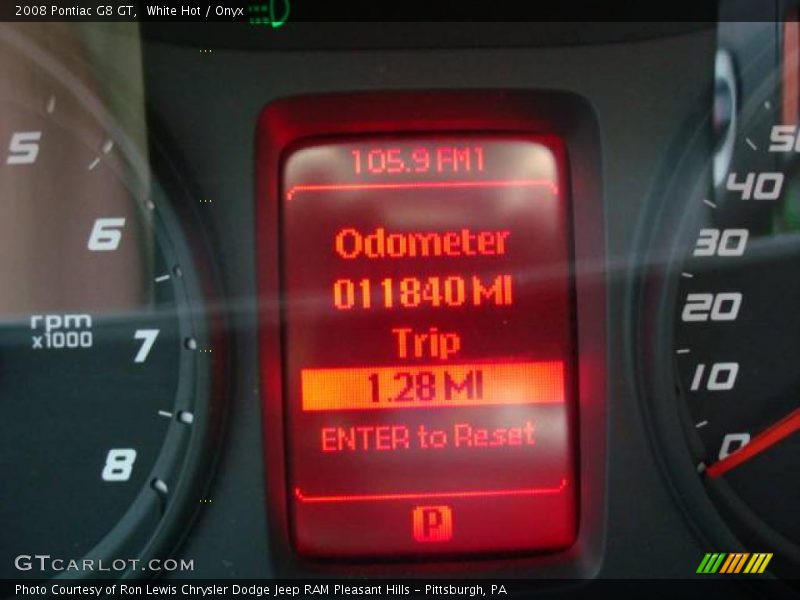 2008 Pontiac G8 GT, White Hot / Onyx
105.9 FM1
Odometer
011840 MI
Trip
1.28 MI
ENTER to Reset
P
5
6
rpm
x1000
7
8
50
40
30
20
10
0
GTCARLOT.COM
Photo Courtesy of Ron Lewis Chrysler Dodge Jeep RAM Pleasant Hills - Pittsburgh, PA